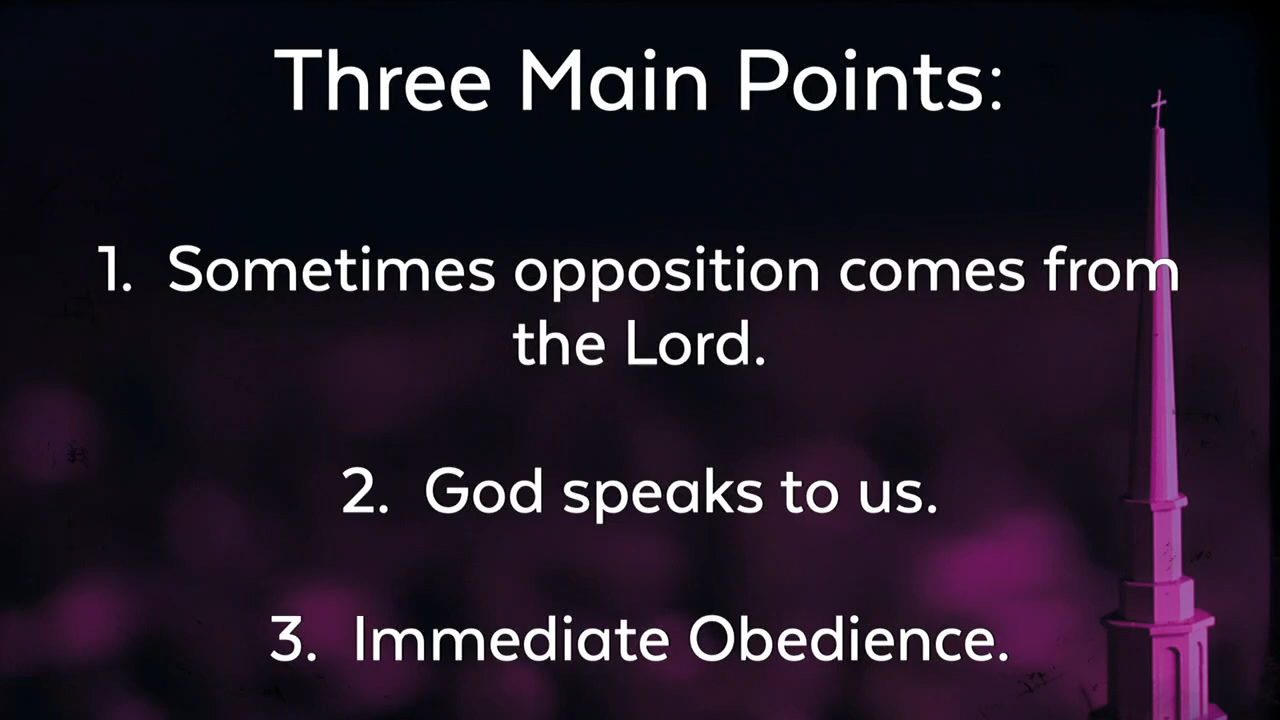 Three Main Points:
1. Sometimes opposition comes from
the Lord.
2. God speaks to us.
3. Immediate Obedience.